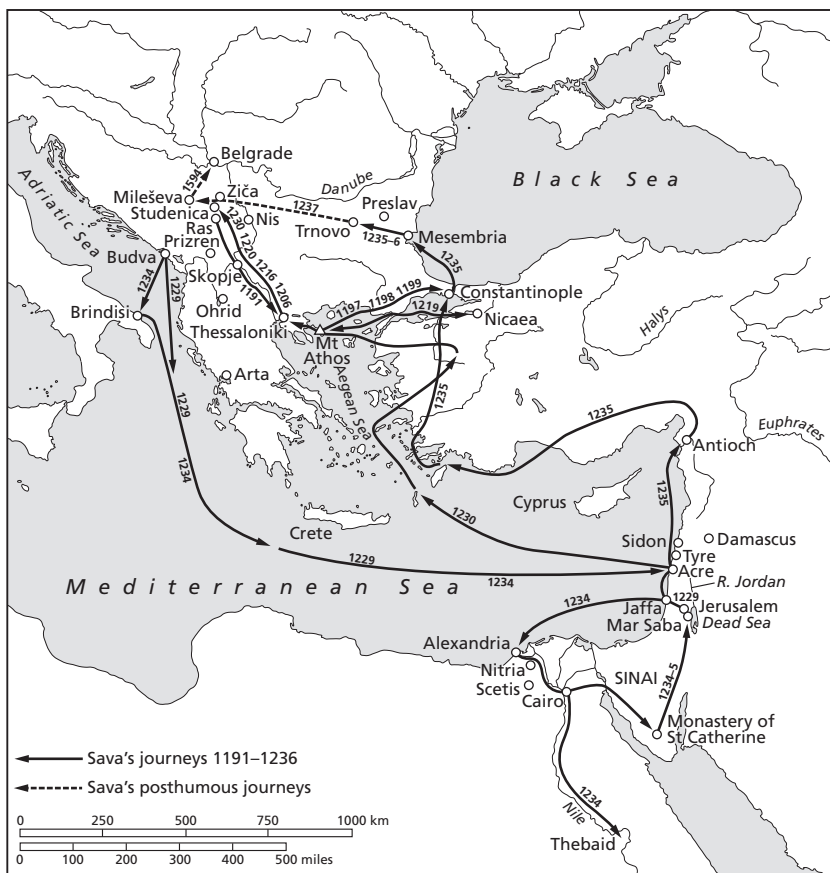 Belgrade
1594
Žiča
Danube
Preslav
Black Sea
Adriatic Sea
Mileševa
Studenica
1237
Ras
Nis
Trnovo
1235–6
Mesembria
Prizren
1230
1220
1216
1206
Budva
1235
1234
1229
Skopje
1191
1197
1198
1199
Constantinople
Brindisi
Ohrid
1219
Nicaea
Halys
Thessaloniki
Mt
Athos
Arta
Aegean Sea
1229
1235
1235
Euphrates
Antioch
1234
Cyprus
1235
1230
Crete
Sidon
Damascus
Tyre
1229
Acre
1234
R. Jordan
Mediterranean Sea
1229
1234
Jaffa
Jerusalem
Mar Saba
Dead Sea
Alexandria
Nitria
SINAI
1234–5
Scetis
Cairo
Monastery of
St Catherine
Sava's journeys 1191–1236
Sava's posthumous journeys
1234
Nile
Thebaid
0 250 500 750 1000 km
0 100 200 300 400 500 miles